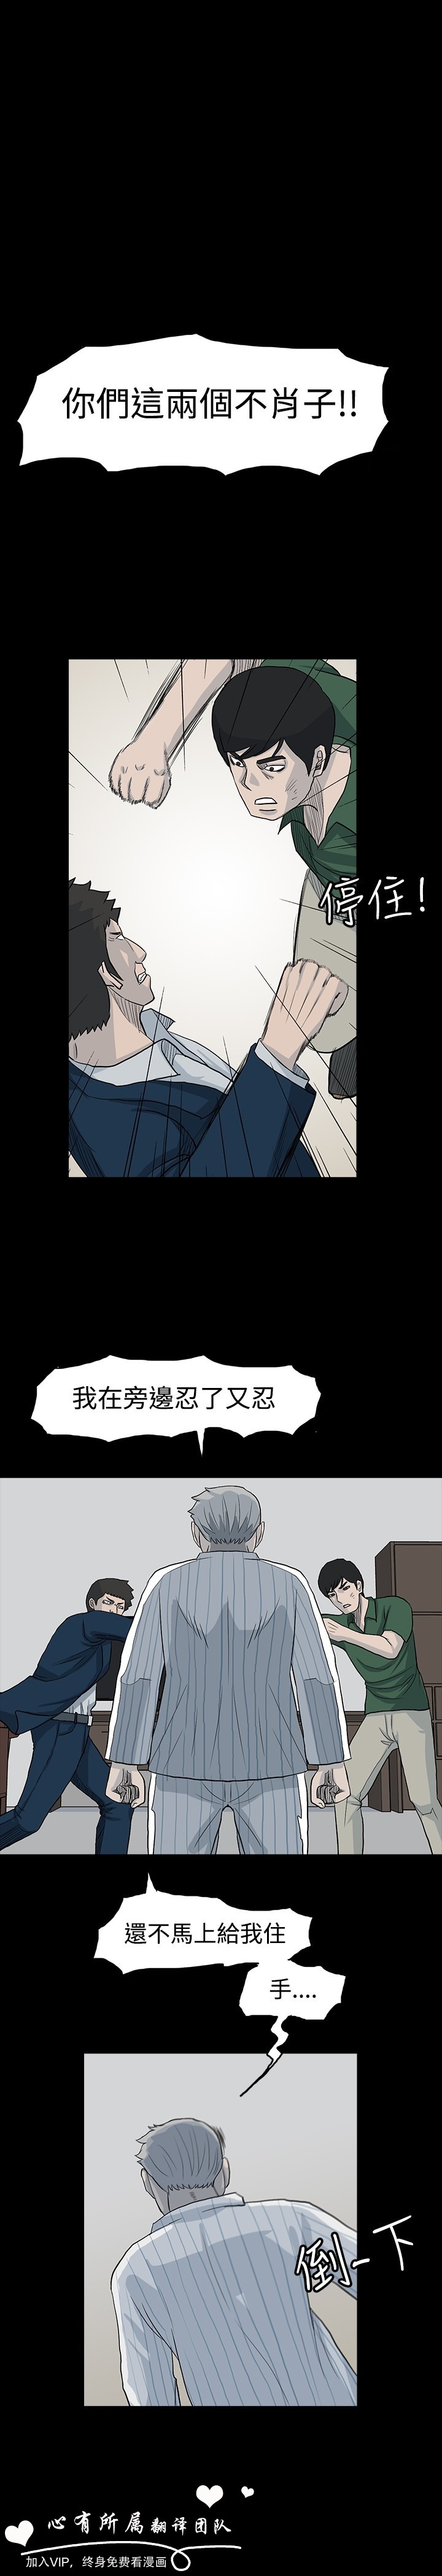 你們這兩個不肖子!!
停住!
我在旁邊忍了又忍
還不馬上給我住
手....
倒一下
心有所属翻译团队
加入VIP，终身免费看漫画